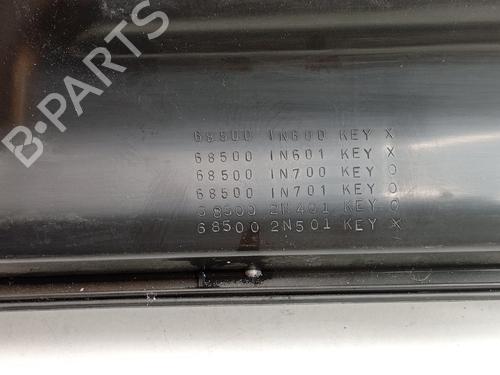 B-PARTS
68500 1N600 KEY X
68500 1N601 KEY X
68500 1N700 KEY O
68500 1N701 KEY O
68500 2N401 KEY O
68500 2N501 KEY X